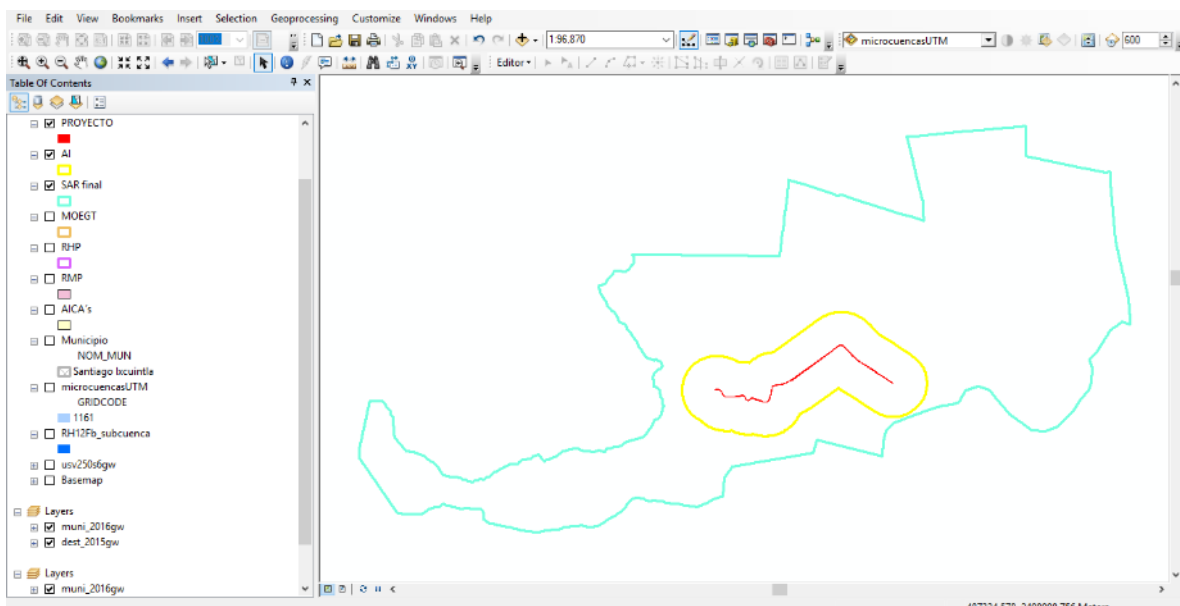 File Edit View Bookmarks Insert Selection Geoprocessing Customize Windows Help
1:96,870
microcuencasUTM
600
Editor
Table Of Contents
PROYECTO
AI
SAR final
MOEGT
RHP
RMP
AICA's
Municipio
NOM_MUN
Santiago Ixcuintla
microcuencasUTM
GRIDCODE
1161
RH12Fb_subcuenca
usv250s6gw
Basemap
Layers
muni_2016gw
dest_2015gw
Layers
muni_2016gw